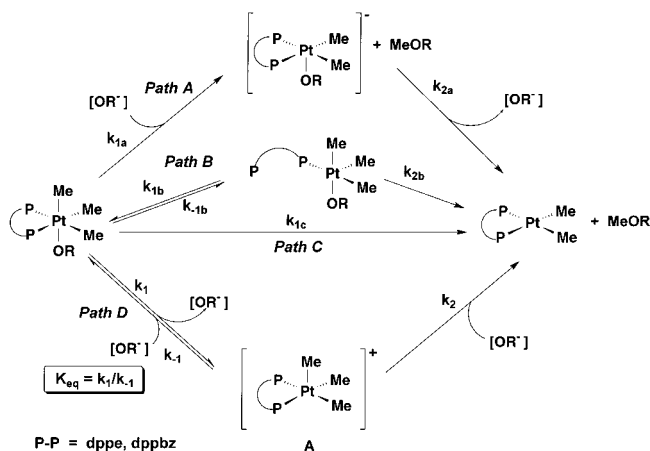 P Me -
Pt + MeOR
P Me
OR
Path A
[OR⁻]
k1a
k2a
[OR⁻]
Path B
k1b
k-1b
P P Me Me
Pt
Me
OR
k2b
Me
P Me
Pt
P Me
OR
k1c
Path C
P Me
Pt + MeOR
P Me
k1
Path D
[OR⁻]
[OR⁻]
k-1
Keq = k1/k-1
k2
[OR⁻]
Me +
P Me
Pt
P Me
A
P-P = dppe, dppbz